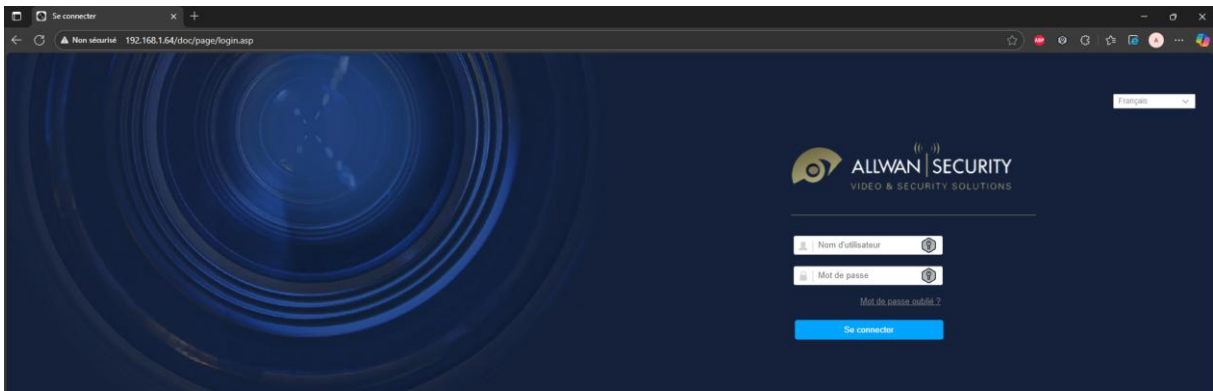 Se connecter
Non sécurisé 192.168.1.64/doc/page/login.asp
Français
ALLWAN SECURITY
VIDEO & SECURITY SOLUTIONS
Nom d'utilisateur
Mot de passe
Mot de passe oublié ?
Se connecter